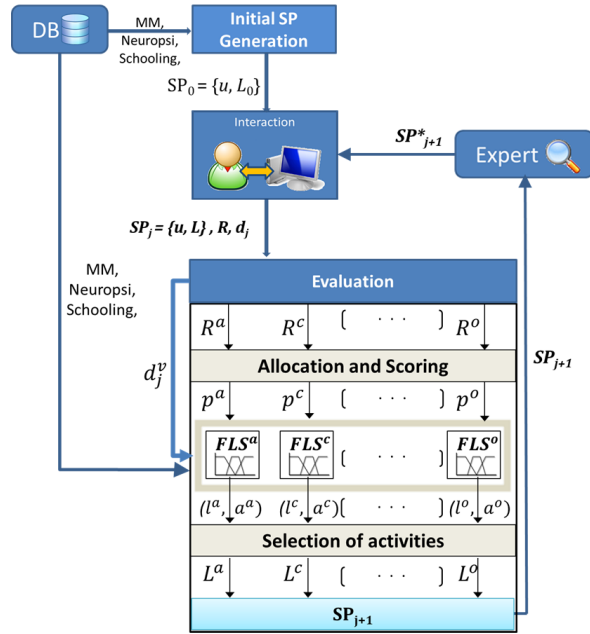 DB
MM,
Neuropsi,
Schooling,
Initial SP
Generation
SP₀ = {u, L₀}
Interaction
SP*ⱼ₊₁
Expert
SPⱼ = {u, L} , R, dⱼ
MM,
Neuropsi,
Schooling,
Evaluation
Rᵃ Rᶜ ( · · · ( Rᵒ
dⱼᵛ
Allocation and Scoring
SPⱼ₊₁
pᵃ pᶜ ( · · · ( pᵒ
FLSᵃ FLSᶜ ( · · · ( FLSᵒ
(lᵃ, aᵃ) (lᶜ, aᶜ) ( · · · ( (lᵒ, aᵒ)
Selection of activities
Lᵃ Lᶜ ( · · · ( Lᵒ
SPⱼ₊₁